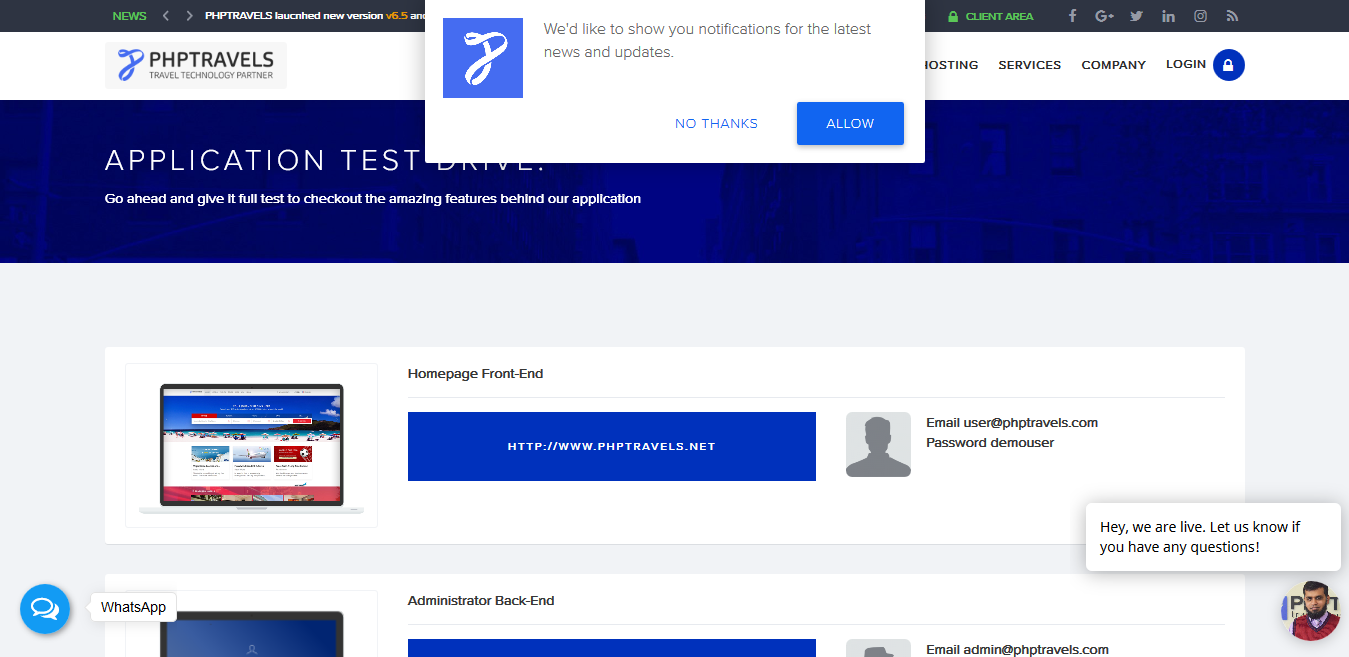 NEWS
PHPTRAVELS laucnhed new version v6.5 and
CLIENT AREA
We'd like to show you notifications for the latest
news and updates.
NO THANKS
ALLOW
PHPTRAVELS
TRAVEL TECHNOLOGY PARTNER
HOSTING
SERVICES
COMPANY
LOGIN
APPLICATION TEST DRIVE.
Go ahead and give it full test to checkout the amazing features behind our application
Homepage Front-End
HTTP://WWW.PHPTRAVELS.NET
Email user@phptravels.com
Password demouser
Hey, we are live. Let us know if
you have any questions!
WhatsApp
Administrator Back-End
Email admin@phptravels.com